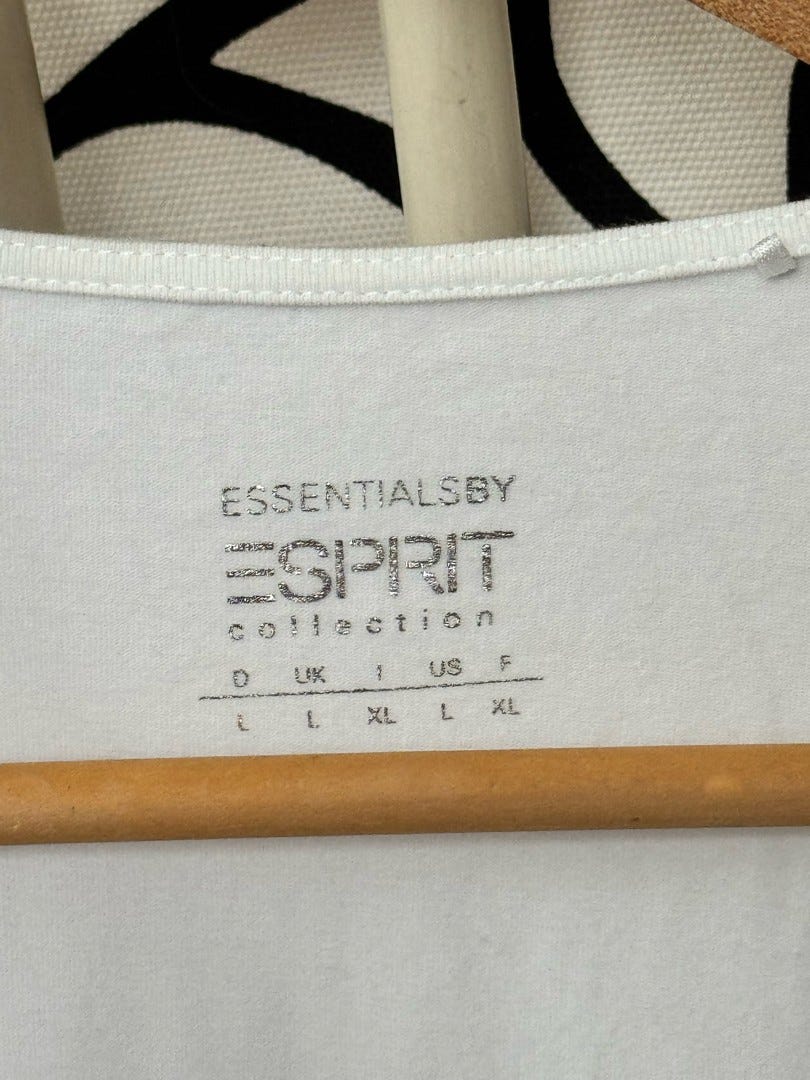 ESSENTIALSBY
ESPRIT
collection
D UK I US F
L L XL L XL